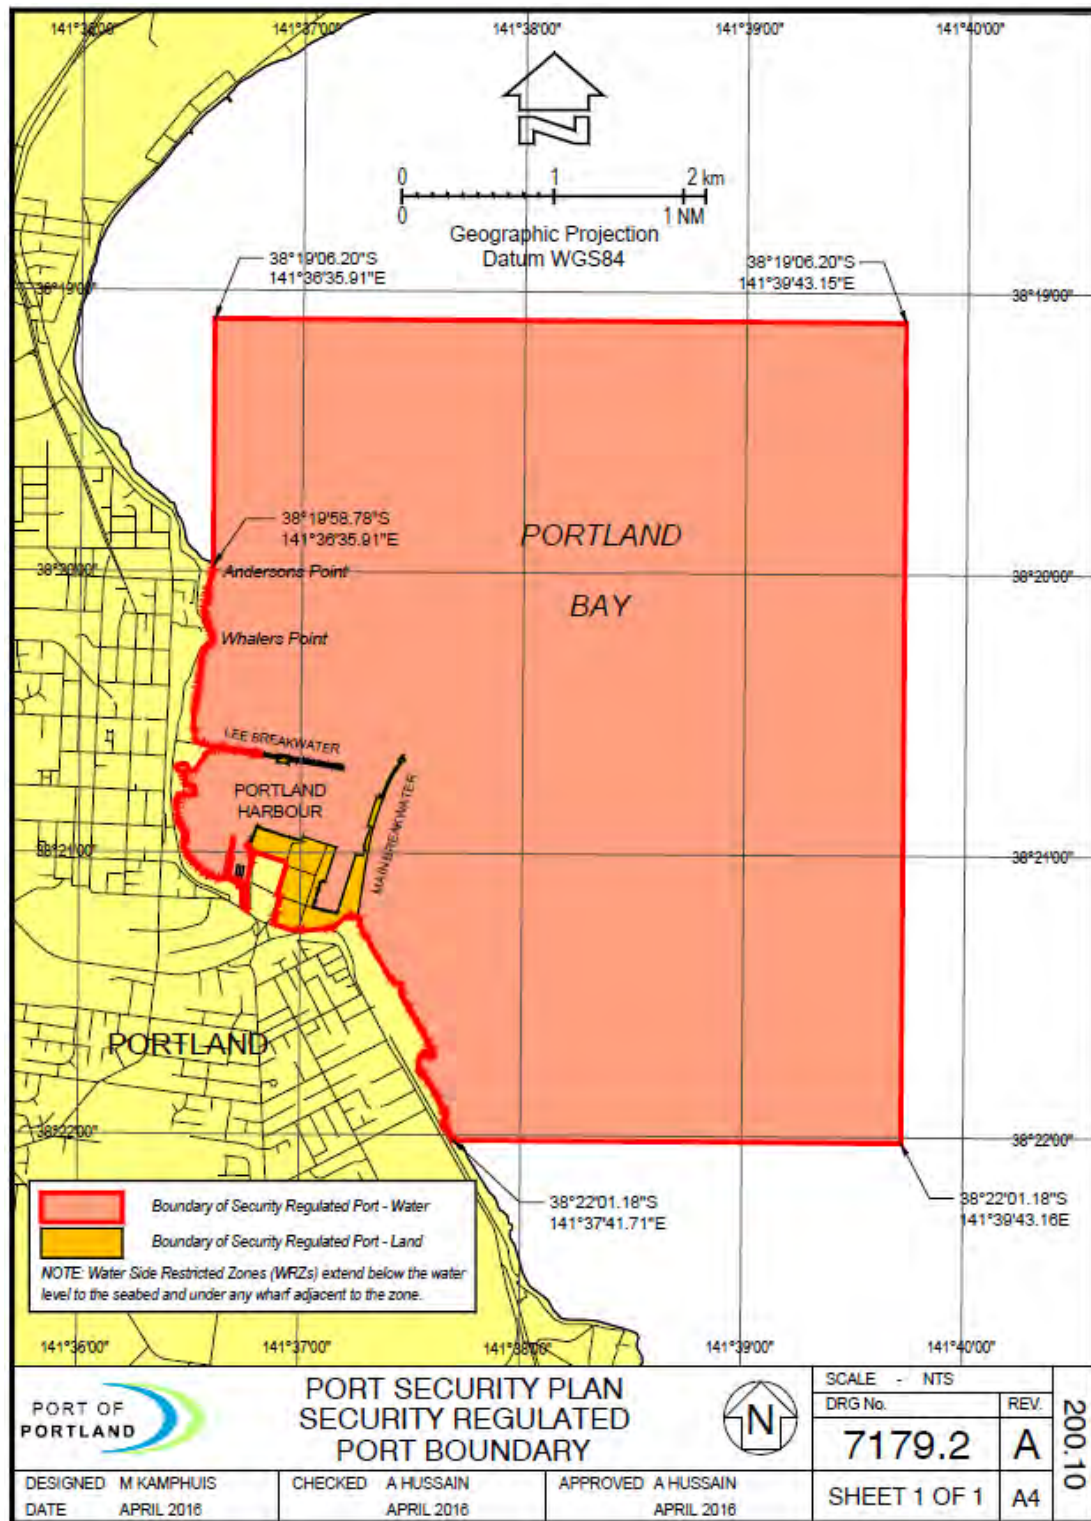 141°36'00" 141°37'00" 141°38'00" 141°39'00" 141°40'00"
N
0 1 2 km
0 1 NM
Geographic Projection
Datum WGS84
38°19'06.20"S
141°36'35.91"E
38°19'06.20"S
141°39'43.15"E
38°19'00" 38°19'00"
38°19'58.78"S
141°36'35.91"E
PORTLAND
BAY
38°20'00" 38°20'00"
Andersons Point
Whalers Point
LEE BREAKWATER
MAIN BREAKWATER
PORTLAND
HARBOUR
38°21'00" 38°21'00"
PORTLAND
38°22'00" 38°22'00"
38°22'01.18"S
141°37'41.71"E
38°22'01.18"S
141°39'43.16E
Boundary of Security Regulated Port - Water
Boundary of Security Regulated Port - Land
NOTE: Water Side Restricted Zones (WRZs) extend below the water
level to the seabed and under any wharf adjacent to the zone.
141°36'00" 141°37'00" 141°38'00" 141°39'00" 141°40'00"
PORT OF
PORTLAND
PORT SECURITY PLAN
SECURITY REGULATED
PORT BOUNDARY
N
SCALE - NTS
DRG No. REV.
7179.2 A
SHEET 1 OF 1 A4
200.10
DESIGNED M KAMPHUIS CHECKED A HUSSAIN APPROVED A HUSSAIN
DATE APRIL 2016 APRIL 2016 APRIL 2016